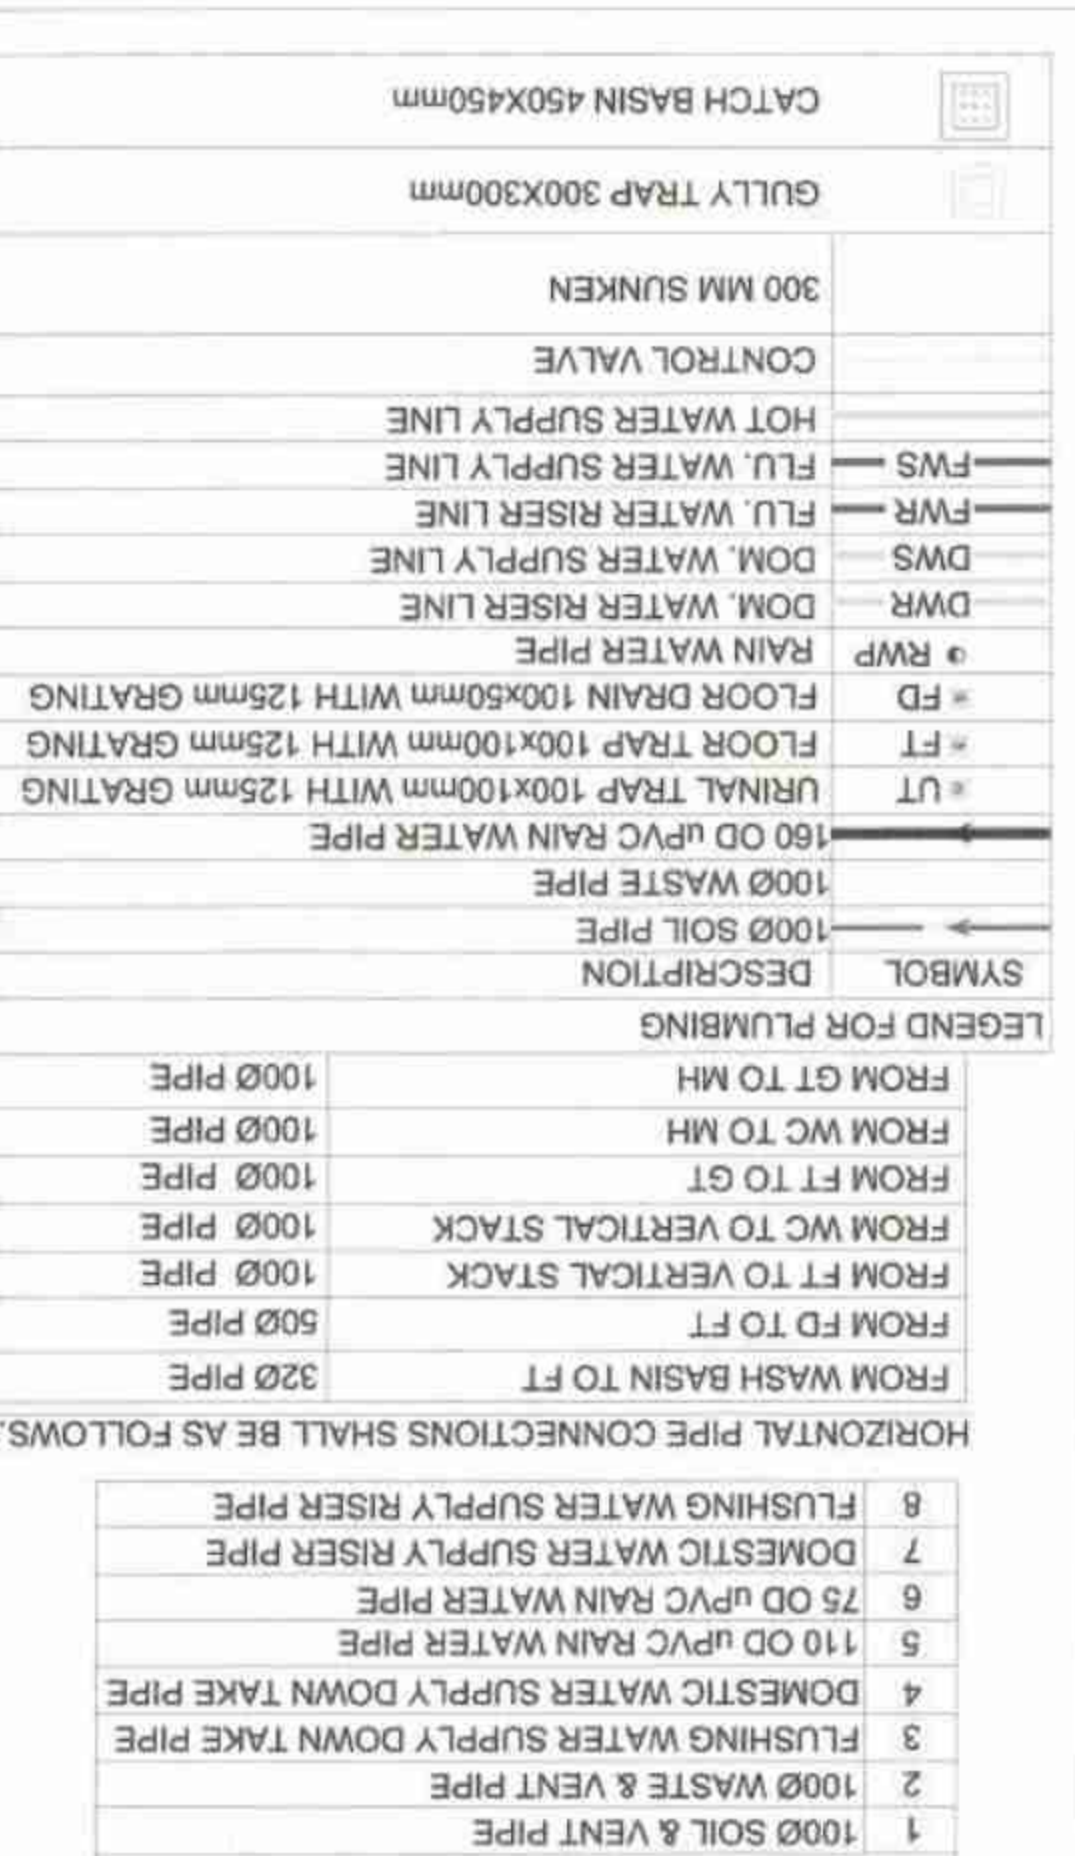 1 100Ø SOIL & VENT PIPE
2 100Ø WASTE & VENT PIPE
3 FLUSHING WATER SUPPLY DOWN TAKE PIPE
4 DOMESTIC WATER SUPPLY DOWN TAKE PIPE
5 110 OD uPVC RAIN WATER PIPE
6 75 OD uPVC RAIN WATER PIPE
7 DOMESTIC WATER SUPPLY RISER PIPE
8 FLUSHING WATER SUPPLY RISER PIPE
HORIZONTAL PIPE CONNECTIONS SHALL BE AS FOLLOWS.
FROM WASH BASIN TO FT 32Ø PIPE
FROM FD TO FT 50Ø PIPE
FROM FT TO VERTICAL STACK 100Ø PIPE
FROM WC TO VERTICAL STACK 100Ø PIPE
FROM FT TO GT 100Ø PIPE
FROM WC TO MH 100Ø PIPE
FROM GT TO MH 100Ø PIPE
LEGEND FOR PLUMBING
SYMBOL DESCRIPTION
100Ø SOIL PIPE
100Ø WASTE PIPE
160 OD uPVC RAIN WATER PIPE
UT URINAL TRAP 100x100mm WITH 125mm GRATING
FT FLOOR TRAP 100x100mm WITH 125mm GRATING
FD FLOOR DRAIN 100x50mm WITH 125mm GRATING
RWP RAIN WATER PIPE
DWR DOM. WATER RISER LINE
DWS DOM. WATER SUPPLY LINE
FWR FLU. WATER RISER LINE
FWS FLU. WATER SUPPLY LINE
HOT WATER SUPPLY LINE
CONTROL VALVE
300 MM SUNKEN
GULLY TRAP 300X300mm
CATCH BASIN 450X450mm